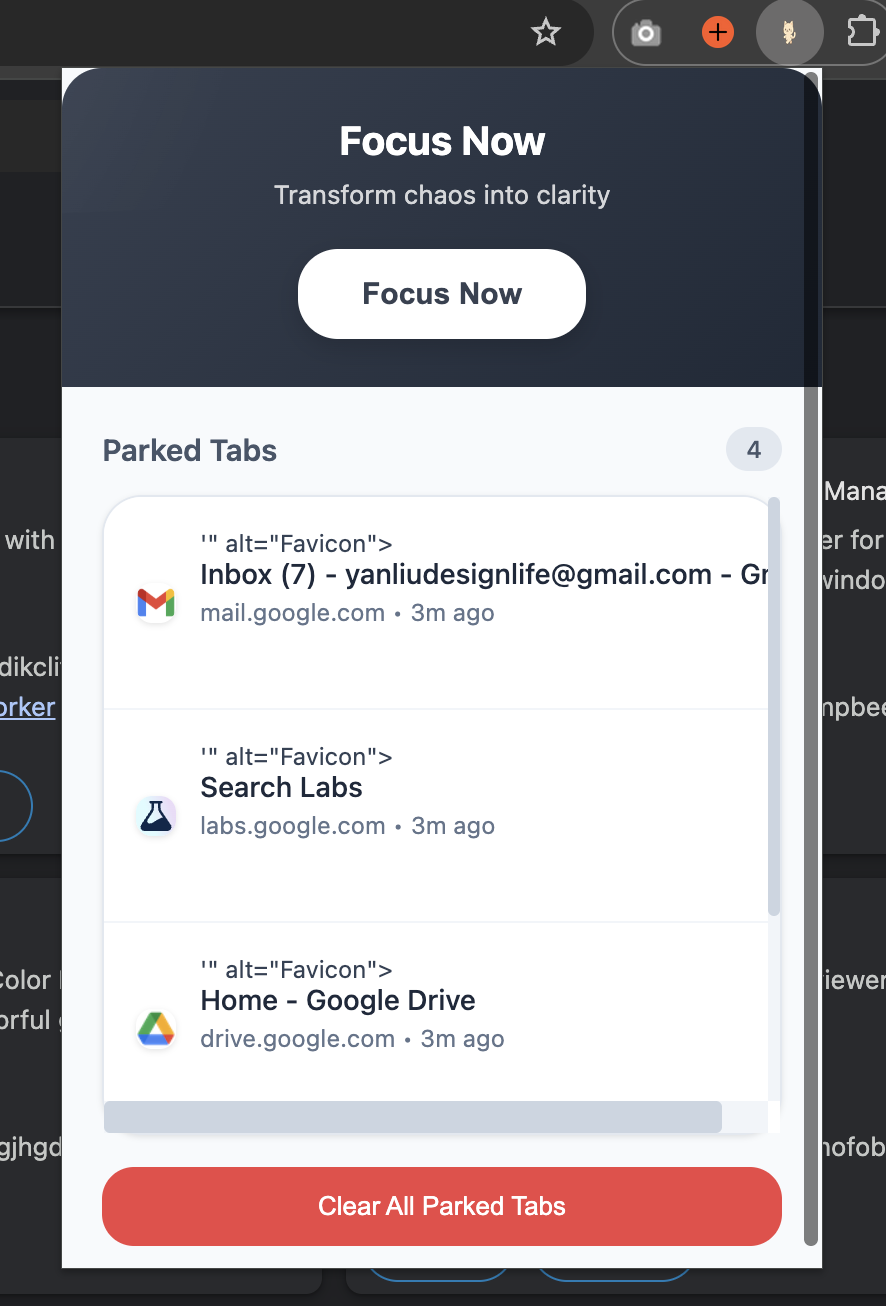 Focus Now
Transform chaos into clarity
Focus Now
Parked Tabs
4
'" alt="Favicon">
Inbox (7) - yanliudesignlife@gmail.com - Gr
mail.google.com • 3m ago
'" alt="Favicon">
Search Labs
labs.google.com • 3m ago
'" alt="Favicon">
Home - Google Drive
drive.google.com • 3m ago
Clear All Parked Tabs
with
dikcli
orker
Color
orful
gjhgd
Mana
er for
windo
mpbee
iewer
nofob